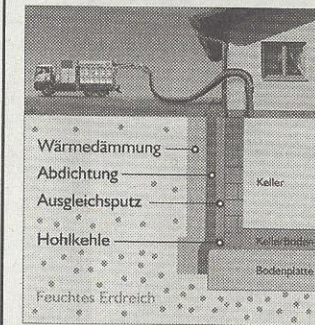 Wärmedämmung
Abdichtung
Ausgleichsputz
Hohlkehle
Keller
Kellerboden
Bodenplatte
Feuchtes Erdreich